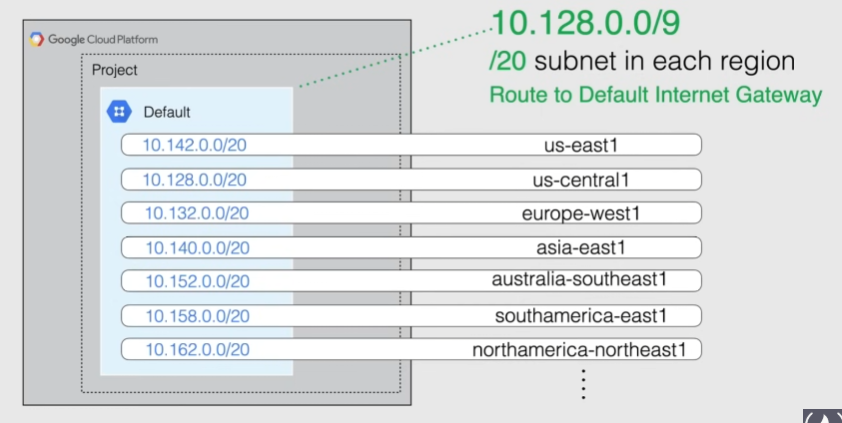 10.128.0.0/9
Google Cloud Platform
/20 subnet in each region
Project
Route to Default Internet Gateway
Default
10.142.0.0/20 us-east1
10.128.0.0/20 us-central1
10.132.0.0/20 europe-west1
10.140.0.0/20 asia-east1
10.152.0.0/20 australia-southeast1
10.158.0.0/20 southamerica-east1
10.162.0.0/20 northamerica-northeast1